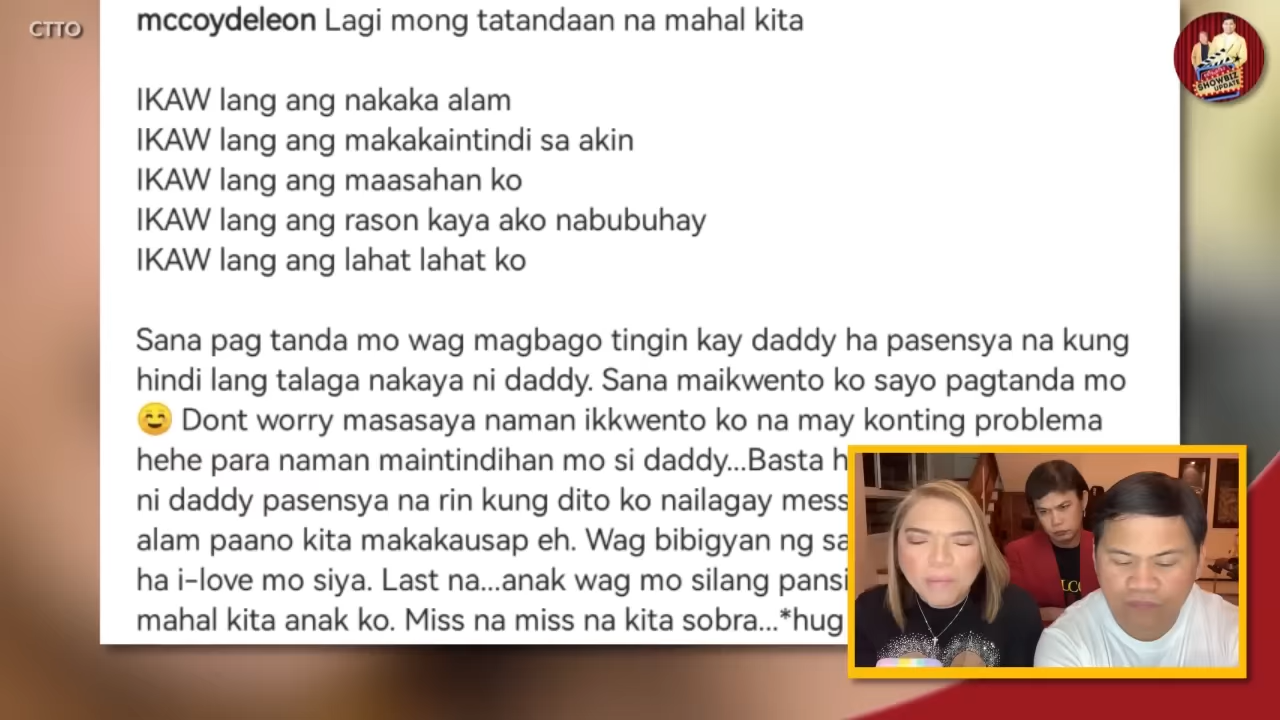 CTTO
mccoydeleon Lagi mong tatandaan na mahal kita
IKAW lang ang nakaka alam
IKAW lang ang makakaintindi sa akin
IKAW lang ang maasahan ko
IKAW lang ang rason kaya ako nabubuhay
IKAW lang ang lahat lahat ko
Sana pag tanda mo wag magbago tingin kay daddy ha pasensya na kung
hindi lang talaga nakaya ni daddy. Sana maikwento ko sayo pagtanda mo
☺️ Dont worry masasaya naman ikkwento ko na may konting problema
hehe para naman maintindihan mo si daddy...Basta
ni daddy pasensya na rin kung dito ko nailagay
alam paano kita makakausap eh. Wag bibigyan ng
ha i-love mo siya. Last na...anak wag mo silang
mahal kita anak ko. Miss na miss na kita sobra...*hug
SHOWBIZ
UPDATE